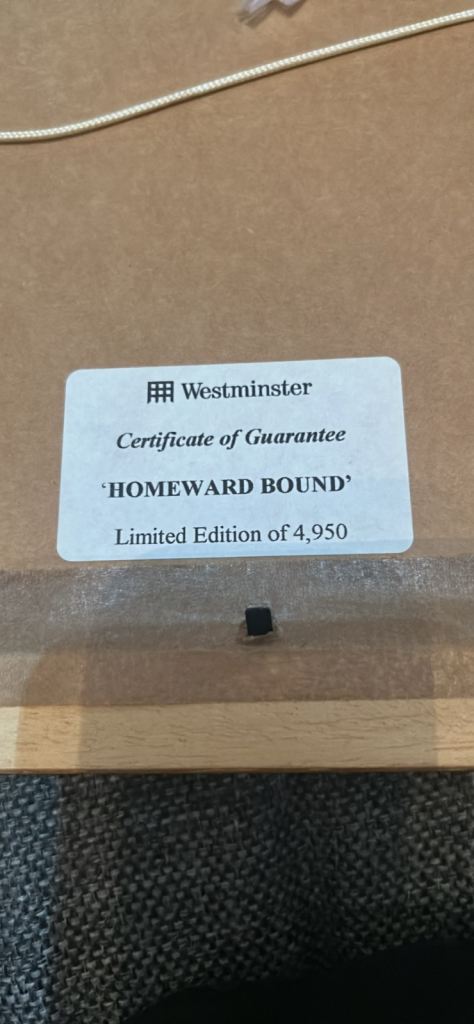 Westminster
Certificate of Guarantee
‘HOMEWARD BOUND’
Limited Edition of 4,950